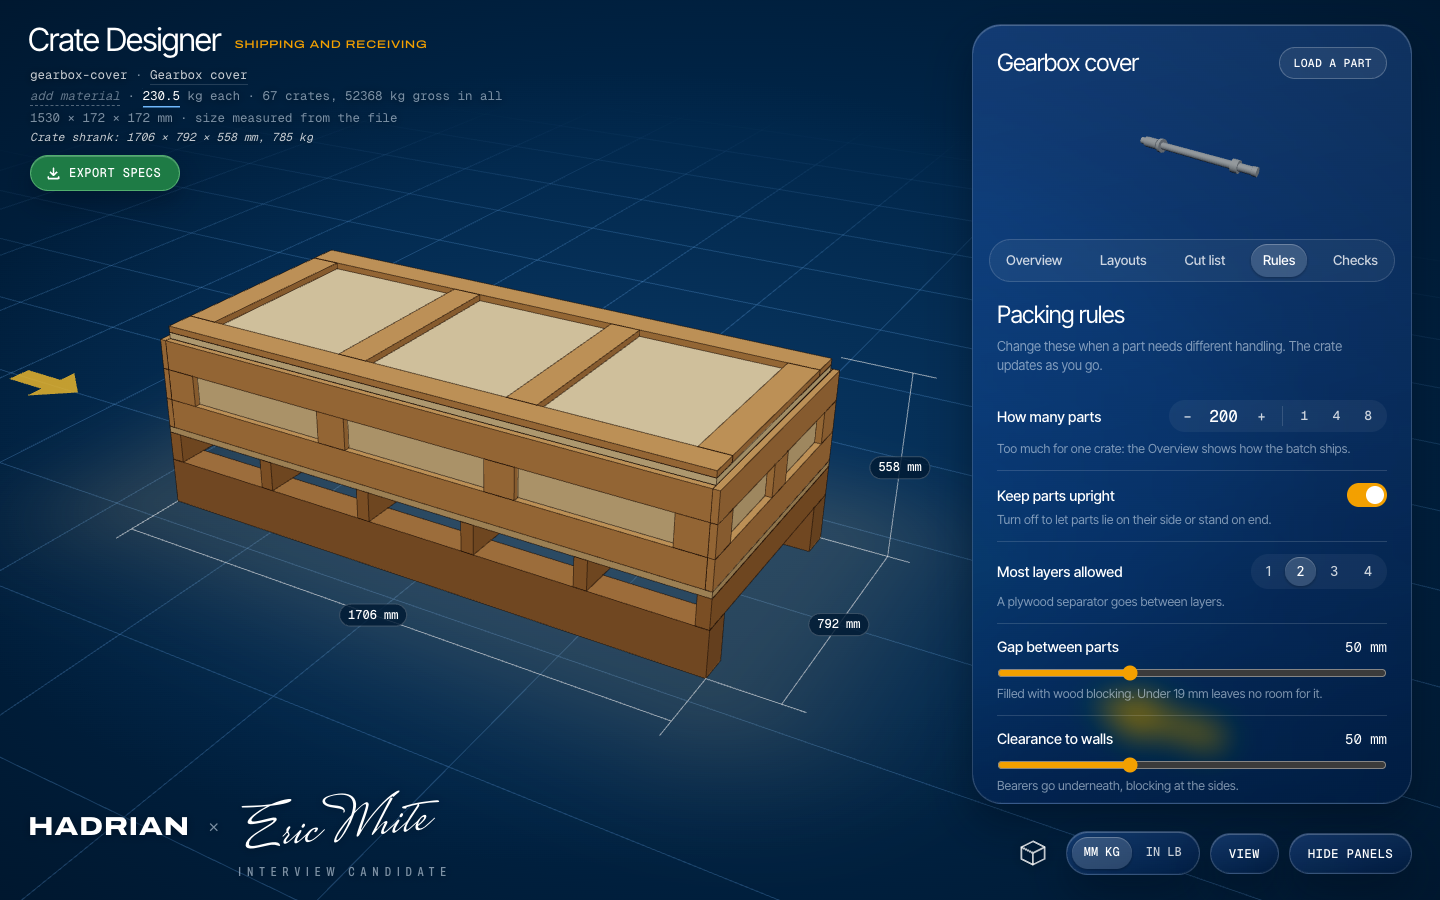 Crate Designer SHIPPING AND RECEIVING
gearbox-cover · Gearbox cover
add material · 230.5 kg each · 67 crates, 52368 kg gross in all
1530 × 172 × 172 mm · size measured from the file
Crate shrank: 1706 × 792 × 558 mm, 785 kg
EXPORT SPECS
558 mm
1706 mm
792 mm
Gearbox cover LOAD A PART
Overview Layouts Cut list Rules Checks
Packing rules
Change these when a part needs different handling. The crate
updates as you go.
How many parts − 200 + 1 4 8
Too much for one crate: the Overview shows how the batch ships.
Keep parts upright
Turn off to let parts lie on their side or stand on end.
Most layers allowed 1 2 3 4
A plywood separator goes between layers.
Gap between parts 50 mm
Filled with wood blocking. Under 19 mm leaves no room for it.
Clearance to walls 50 mm
Bearers go underneath, blocking at the sides.
HADRIAN × Eric White
INTERVIEW CANDIDATE
MM KG IN LB VIEW HIDE PANELS